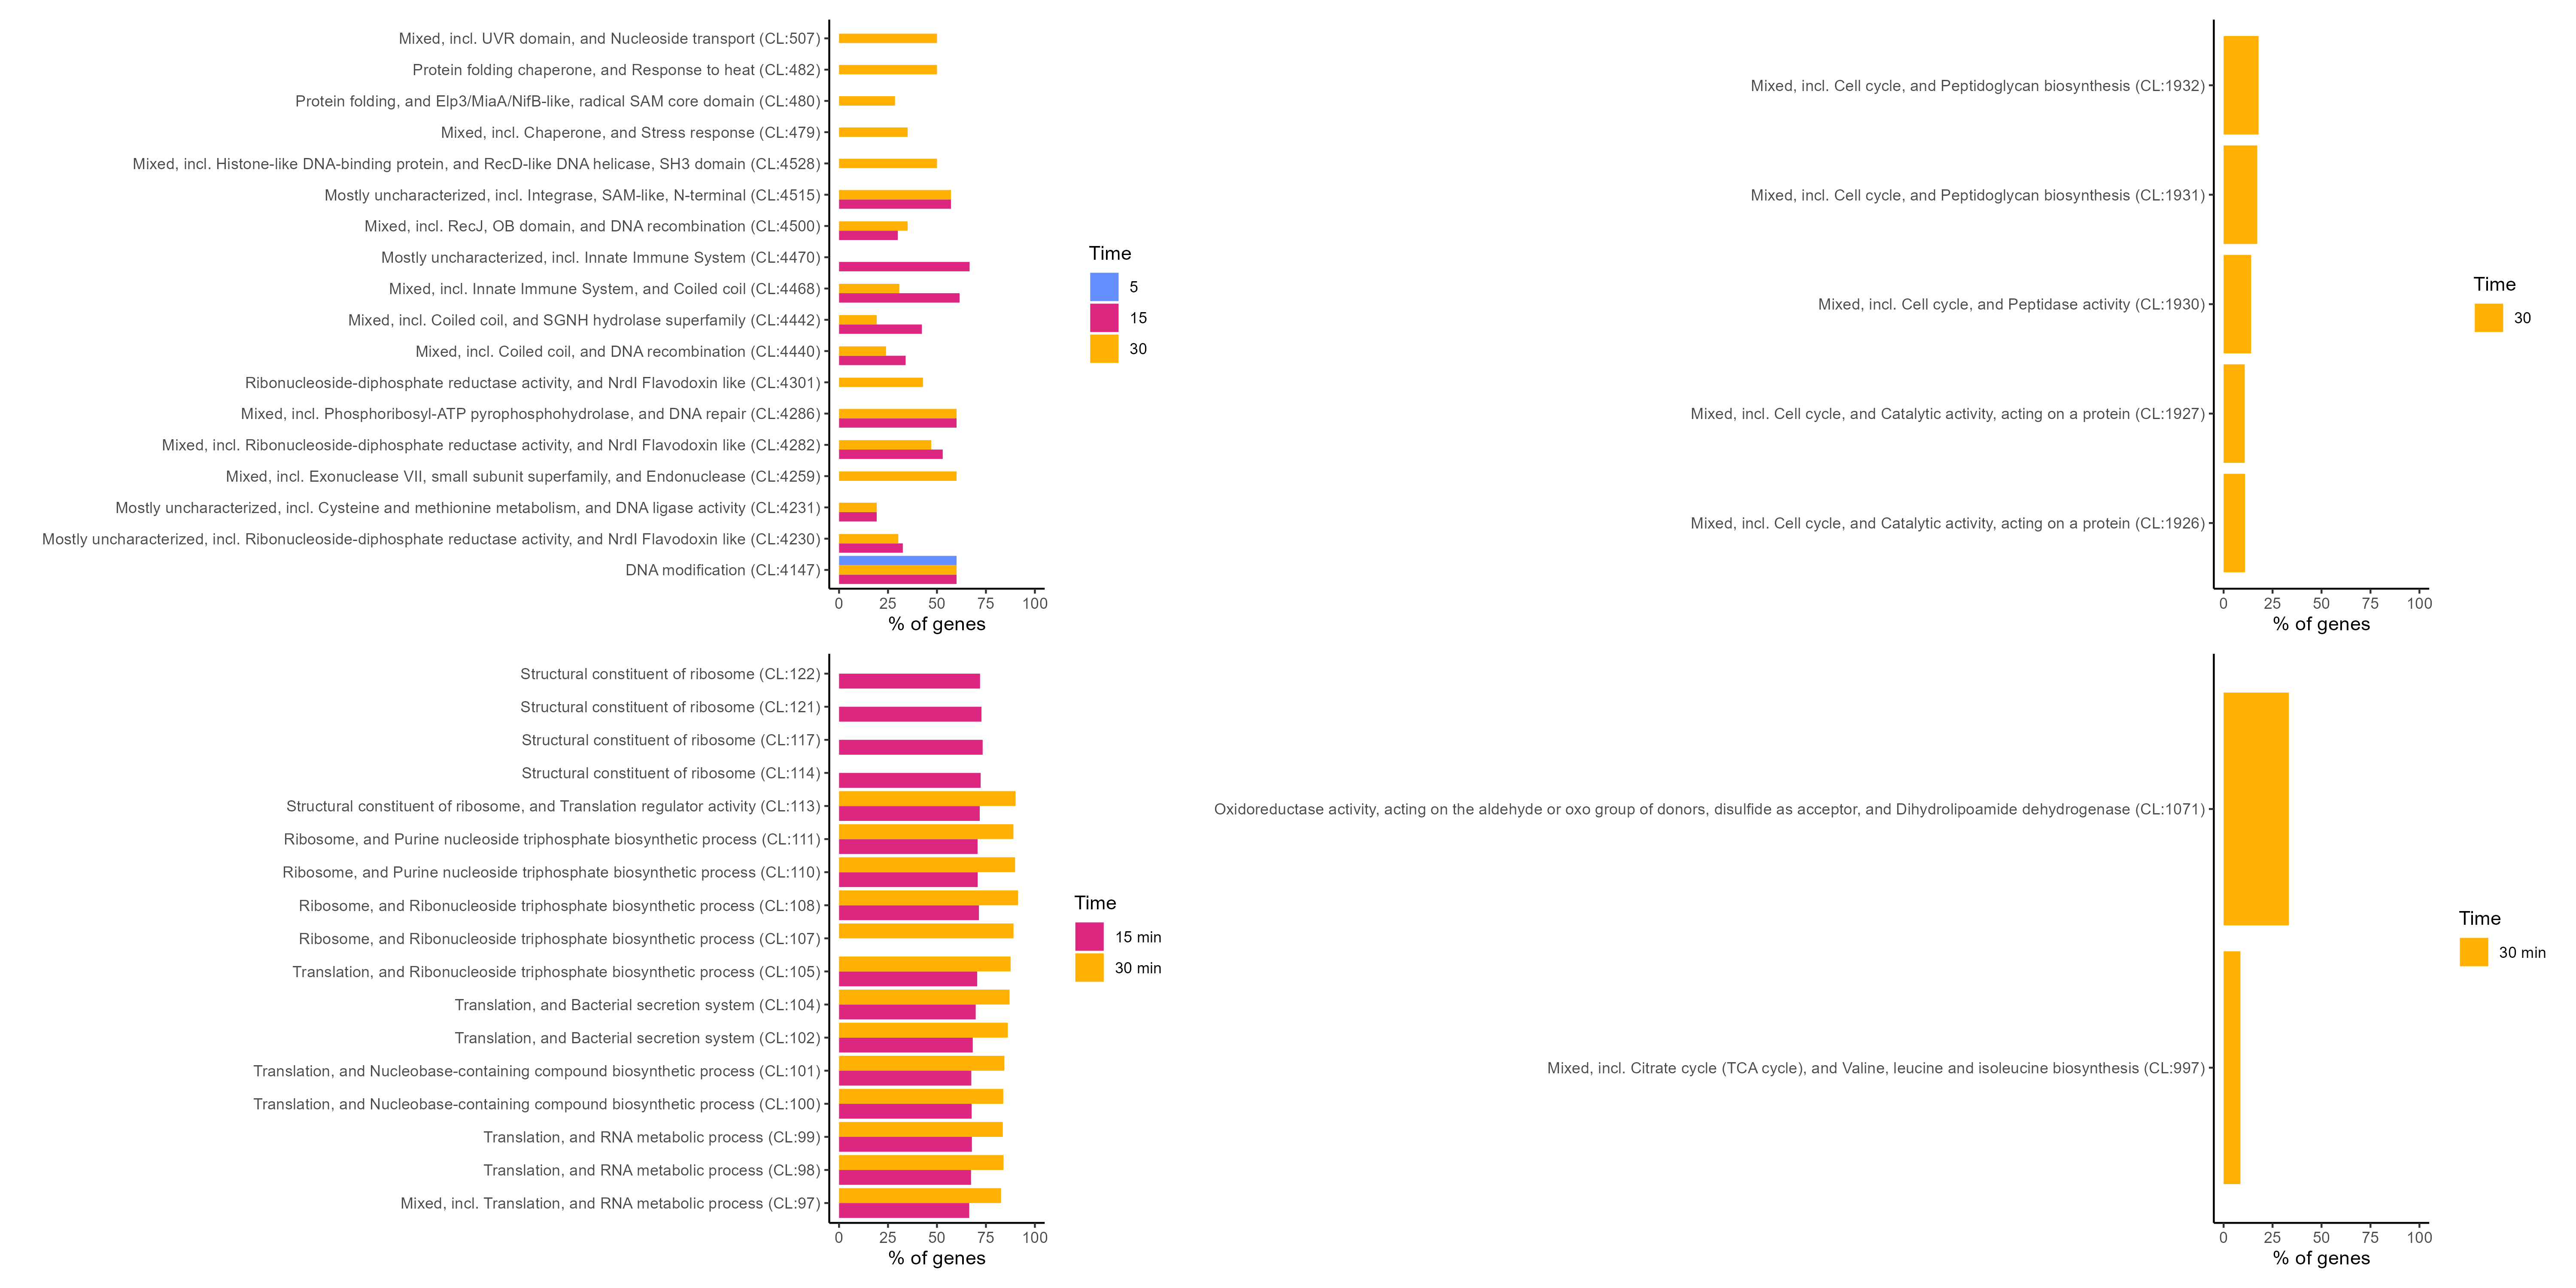 Mixed, incl. UVR domain, and Nucleoside transport (CL:507)
Protein folding chaperone, and Response to heat (CL:482)
Protein folding, and Elp3/MiaA/NifB-like, radical SAM core domain (CL:480)
Mixed, incl. Chaperone, and Stress response (CL:479)
Mixed, incl. Histone-like DNA-binding protein, and RecD-like DNA helicase, SH3 domain (CL:4528)
Mostly uncharacterized, incl. Integrase, SAM-like, N-terminal (CL:4515)
Mixed, incl. RecJ, OB domain, and DNA recombination (CL:4500)
Mostly uncharacterized, incl. Innate Immune System (CL:4470)
Mixed, incl. Innate Immune System, and Coiled coil (CL:4468)
Mixed, incl. Coiled coil, and SGNH hydrolase superfamily (CL:4442)
Mixed, incl. Coiled coil, and DNA recombination (CL:4440)
Ribonucleoside-diphosphate reductase activity, and NrdI Flavodoxin like (CL:4301)
Mixed, incl. Phosphoribosyl-ATP pyrophosphohydrolase, and DNA repair (CL:4286)
Mixed, incl. Ribonucleoside-diphosphate reductase activity, and NrdI Flavodoxin like (CL:4282)
Mixed, incl. Exonuclease VII, small subunit superfamily, and Endonuclease (CL:4259)
Mostly uncharacterized, incl. Cysteine and methionine metabolism, and DNA ligase activity (CL:4231)
Mostly uncharacterized, incl. Ribonucleoside-diphosphate reductase activity, and NrdI Flavodoxin like (CL:4230)
DNA modification (CL:4147)
0 25 50 75 100
% of genes
Time
5
15
30
Mixed, incl. Cell cycle, and Peptidoglycan biosynthesis (CL:1932)
Mixed, incl. Cell cycle, and Peptidoglycan biosynthesis (CL:1931)
Mixed, incl. Cell cycle, and Peptidase activity (CL:1930)
Mixed, incl. Cell cycle, and Catalytic activity, acting on a protein (CL:1927)
Mixed, incl. Cell cycle, and Catalytic activity, acting on a protein (CL:1926)
0 25 50 75 100
% of genes
Time
30
Structural constituent of ribosome (CL:122)
Structural constituent of ribosome (CL:121)
Structural constituent of ribosome (CL:117)
Structural constituent of ribosome (CL:114)
Structural constituent of ribosome, and Translation regulator activity (CL:113)
Ribosome, and Purine nucleoside triphosphate biosynthetic process (CL:111)
Ribosome, and Purine nucleoside triphosphate biosynthetic process (CL:110)
Ribosome, and Ribonucleoside triphosphate biosynthetic process (CL:108)
Ribosome, and Ribonucleoside triphosphate biosynthetic process (CL:107)
Translation, and Ribonucleoside triphosphate biosynthetic process (CL:105)
Translation, and Bacterial secretion system (CL:104)
Translation, and Bacterial secretion system (CL:102)
Translation, and Nucleobase-containing compound biosynthetic process (CL:101)
Translation, and Nucleobase-containing compound biosynthetic process (CL:100)
Translation, and RNA metabolic process (CL:99)
Translation, and RNA metabolic process (CL:98)
Mixed, incl. Translation, and RNA metabolic process (CL:97)
0 25 50 75 100
% of genes
Time
15 min
30 min
Oxidoreductase activity, acting on the aldehyde or oxo group of donors, disulfide as acceptor, and Dihydrolipoamide dehydrogenase (CL:1071)
Mixed, incl. Citrate cycle (TCA cycle), and Valine, leucine and isoleucine biosynthesis (CL:997)
0 25 50 75 100
% of genes
Time
30 min